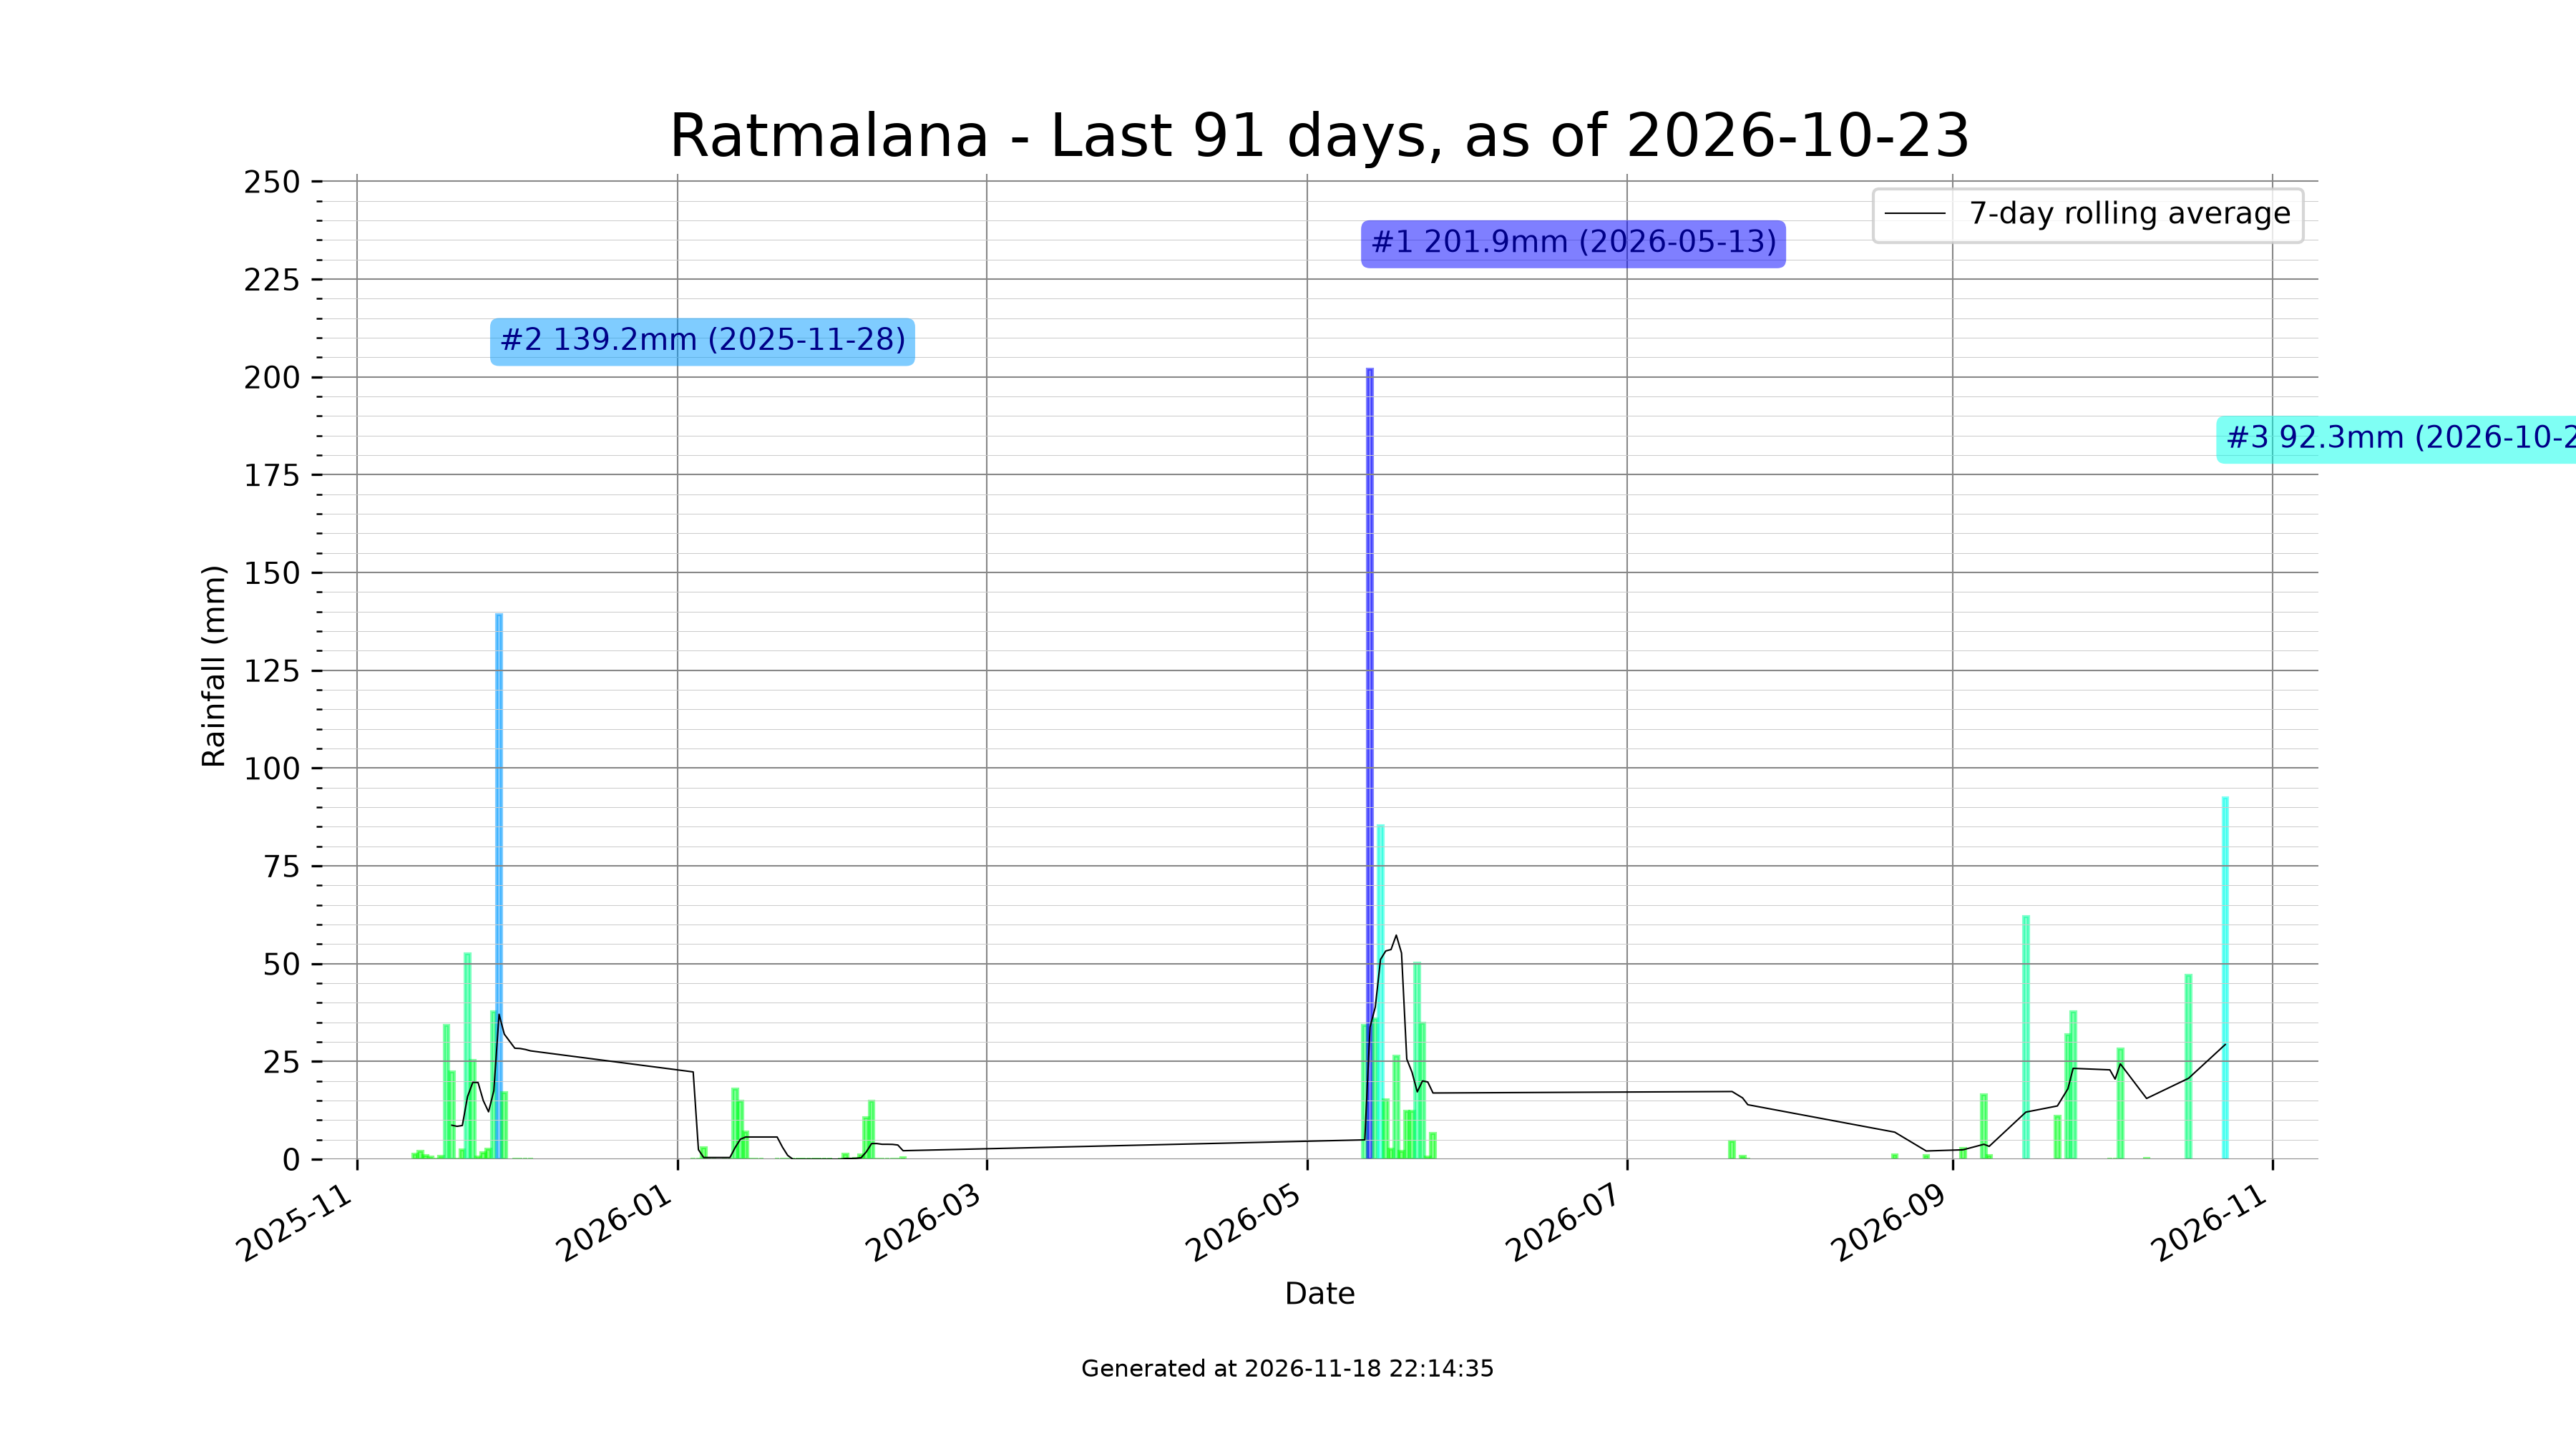 Ratmalana - Last 91 days, as of 2026-10-23
250
225
200
175
150
125
100
75
50
25
0
Rainfall (mm)
7-day rolling average
#1 201.9mm (2026-05-13)
#2 139.2mm (2025-11-28)
#3 92.3mm (2026-10-2
2025-11
2026-01
2026-03
2026-05
2026-07
2026-09
2026-11
Date
Generated at 2026-11-18 22:14:35